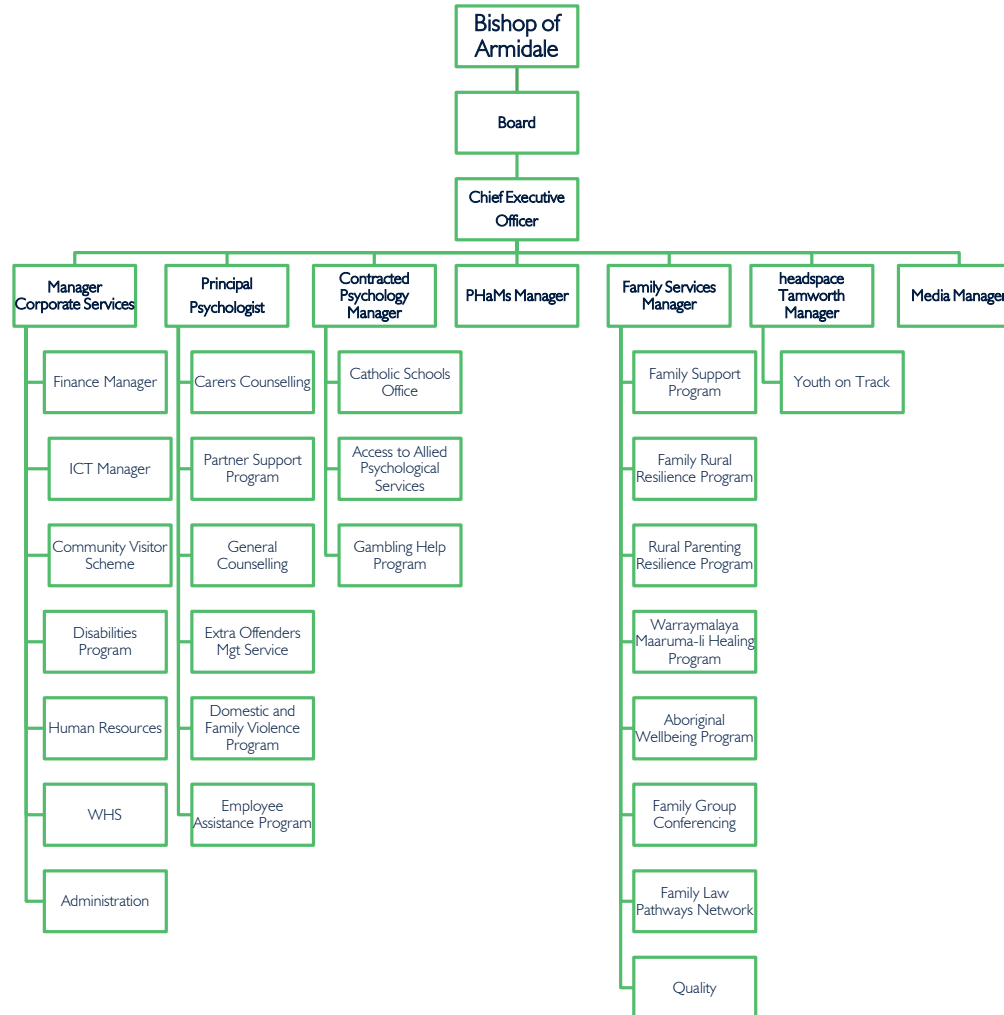 Bishop of
Armidale
Board
Chief Executive
Officer
Manager
Corporate Services
Principal
Psychologist
Contracted
Psychology
Manager
PHaMs Manager
Family Services
Manager
headspace
Tamworth
Manager
Media Manager
Finance Manager
ICT Manager
Community Visitor
Scheme
Disabilities
Program
Human Resources
WHS
Administration
Carers Counselling
Partner Support
Program
General
Counselling
Extra Offenders
Mgt Service
Domestic and
Family Violence
Program
Employee
Assistance Program
Catholic Schools
Office
Access to Allied
Psychological
Services
Gambling Help
Program
Family Support
Program
Family Rural
Resilience Program
Rural Parenting
Resilience Program
Warraymalaya
Maaruma-li Healing
Program
Aboriginal
Wellbeing Program
Family Group
Conferencing
Family Law
Pathways Network
Quality
Youth on Track